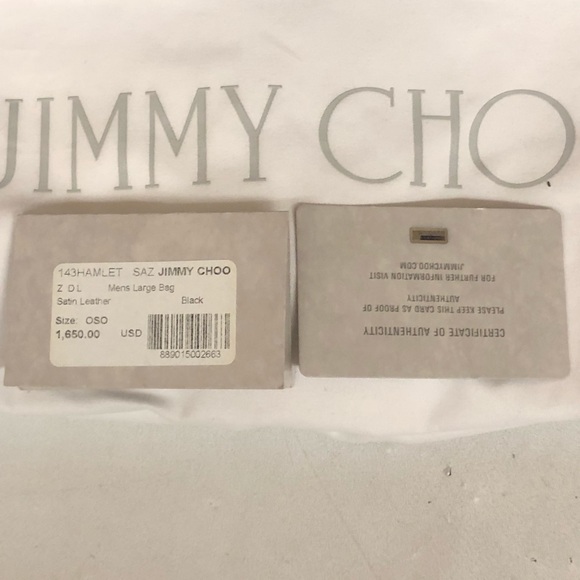 JIMMY CHO
143HAMLET SAZ JIMMY CHOO
Z D L Mens Large Bag
Satin Leather Black
Size: OSO
1,650.00 USD
889015002663
CERTIFICATE OF AUTHENTICITY
PLEASE KEEP THIS CARD AS PROOF OF
AUTHENTICITY
FOR FURTHER INFORMATION VISIT
JIMMYCHOO.COM